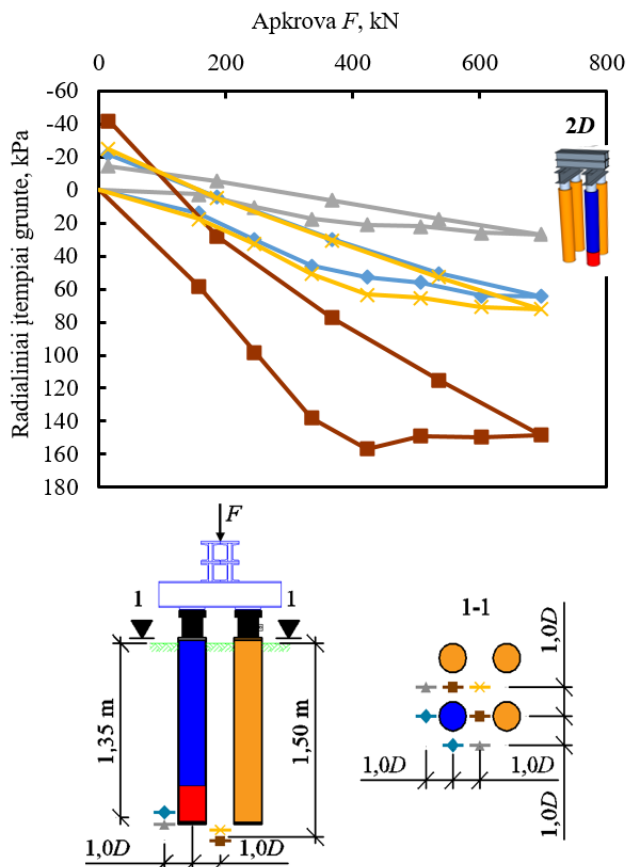 Apkrova F, kN
0 200 400 600 800
Radialiniai įtempiai grunte, kPa
-60
-40
-20
0
20
40
60
80
100
120
140
160
180
2D
F
1 1
1,35 m
1,50 m
1,0D 1,0D
1-1
1,0D
1,0D
1,0D 1,0D